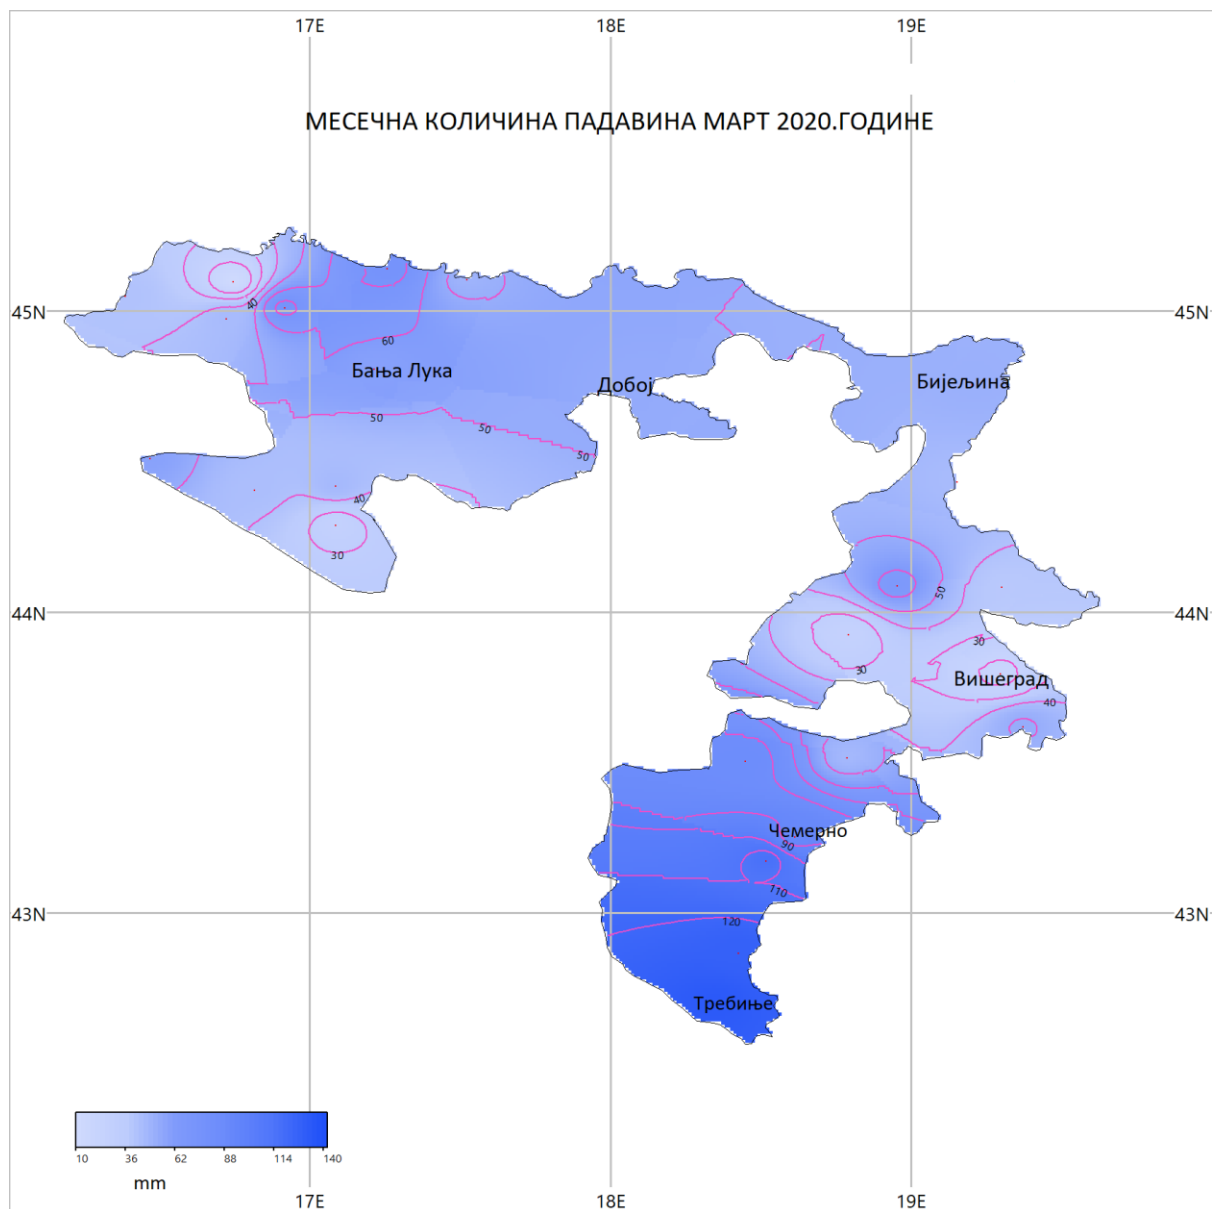 17E 18E 19E
МЕСЕЧНА КОЛИЧИНА ПАДАВИНА МАРТ 2020.ГОДИНЕ
40
45N 45N
60
Бања Лука
Добој
Бијељина
50
50
50
40
30
50
44N 44N
30
30
Вишеград
40
Чемерно
90
110
43N 43N
120
Требиње
10 36 62 88 114 140
mm
17E 18E 19E